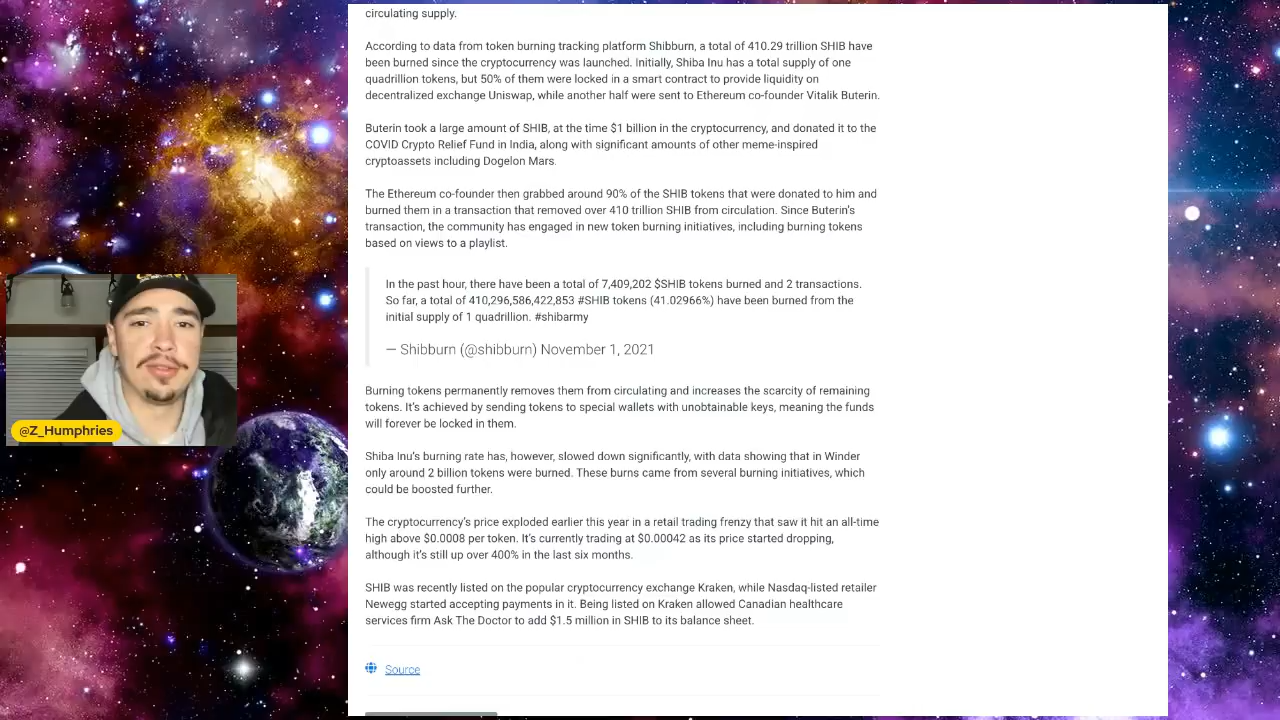 circulating supply.
According to data from token burning tracking platform Shibburn, a total of 410.29 trillion SHIB have
been burned since the cryptocurrency was launched. Initially, Shiba Inu has a total supply of one
quadrillion tokens, but 50% of them were locked in a smart contract to provide liquidity on
decentralized exchange Uniswap, while another half were sent to Ethereum co-founder Vitalik Buterin.
Buterin took a large amount of SHIB, at the time $1 billion in the cryptocurrency, and donated it to the
COVID Crypto Relief Fund in India, along with significant amounts of other meme-inspired
cryptoassets including Dogelon Mars.
The Ethereum co-founder then grabbed around 90% of the SHIB tokens that were donated to him and
burned them in a transaction that removed over 410 trillion SHIB from circulation. Since Buterin's
transaction, the community has engaged in new token burning initiatives, including burning tokens
based on views to a playlist.
In the past hour, there have been a total of 7,409,202 $SHIB tokens burned and 2 transactions.
So far, a total of 410,296,586,422,853 #SHIB tokens (41.02966%) have been burned from the
initial supply of 1 quadrillion. #shibarmy
— Shibburn (@shibburn) November 1, 2021
@Z_Humphries
Burning tokens permanently removes them from circulating and increases the scarcity of remaining
tokens. It's achieved by sending tokens to special wallets with unobtainable keys, meaning the funds
will forever be locked in them.
Shiba Inu's burning rate has, however, slowed down significantly, with data showing that in Winder
only around 2 billion tokens were burned. These burns came from several burning initiatives, which
could be boosted further.
The cryptocurrency's price exploded earlier this year in a retail trading frenzy that saw it hit an all-time
high above $0.0008 per token. It's currently trading at $0.00042 as its price started dropping,
although it's still up over 400% in the last six months.
SHIB was recently listed on the popular cryptocurrency exchange Kraken, while Nasdaq-listed retailer
Newegg started accepting payments in it. Being listed on Kraken allowed Canadian healthcare
services firm Ask The Doctor to add $1.5 million in SHIB to its balance sheet.
Source